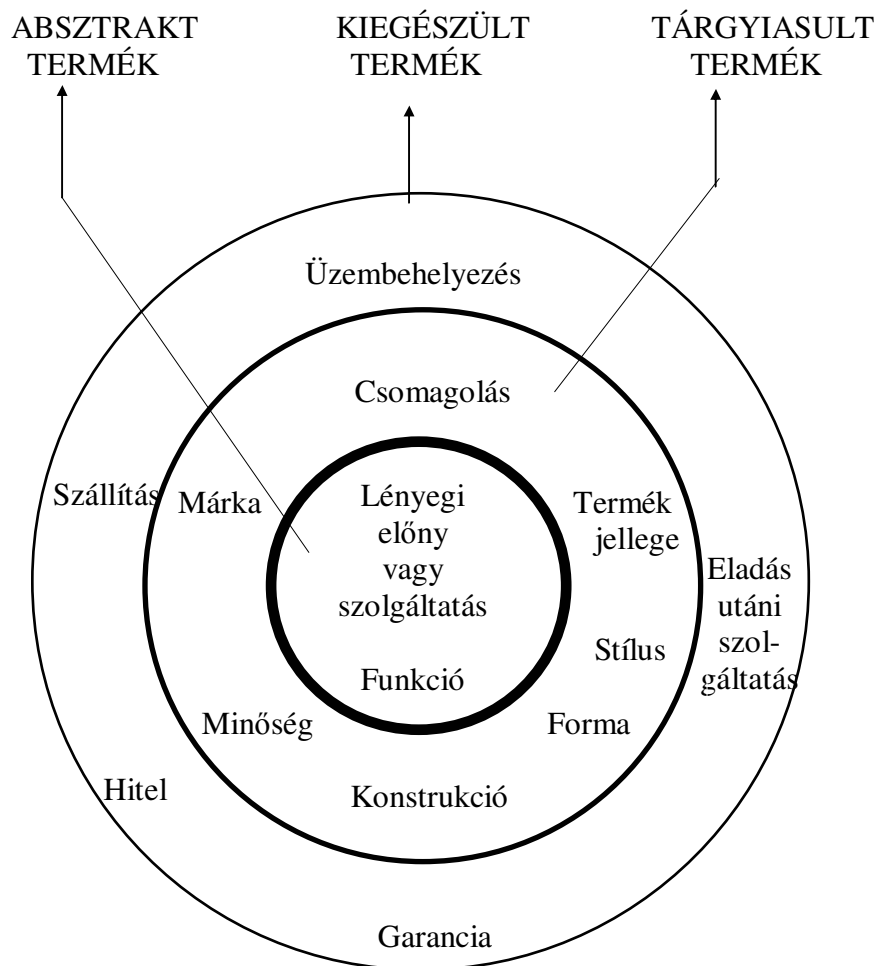 ABSZTRAKT
TERMÉK
KIEGÉSZÜLT
TERMÉK
TÁRGYIASULT
TERMÉK
Üzembehelyezés
Csomagolás
Szállítás
Márka
Lényegi
előny
vagy
szolgáltatás
Funkció
Termék
jellege
Eladás
utáni
szol-
gáltatás
Stílus
Minőség
Forma
Hitel
Konstrukció
Garancia